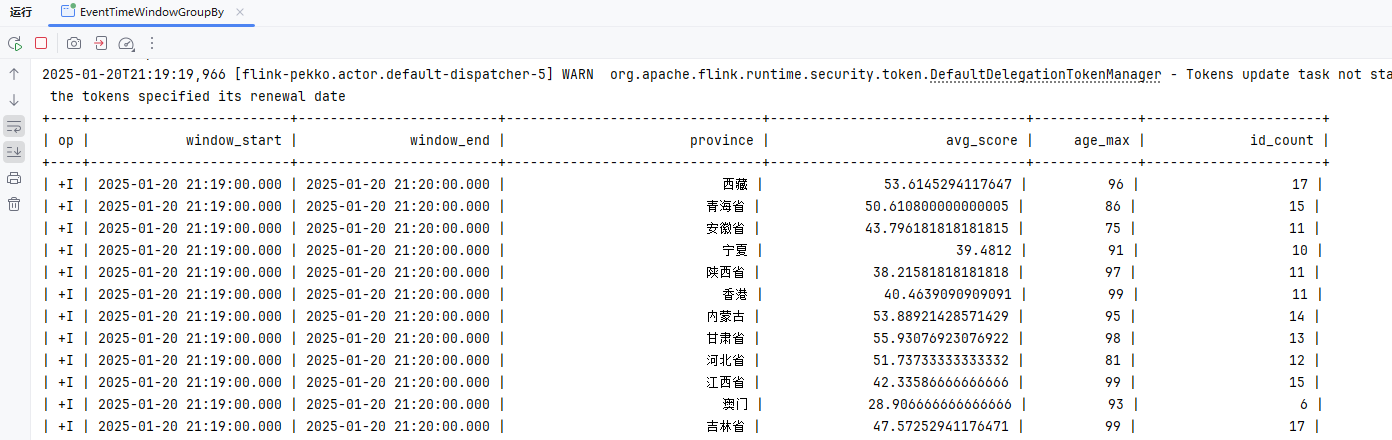 运行 EventTimeWindowGroupBy ×
2025-01-20T21:19:19,966 [flink-pekko.actor.default-dispatcher-5] WARN  org.apache.flink.runtime.security.token.DefaultDelegationTokenManager - Tokens update task not sta
the tokens specified its renewal date
+----+-------------------------+-------------------------+--------------------------------+--------------------------------+-------------+----------------------+
| op | window_start | window_end | province | avg_score | age_max | id_count |
+----+-------------------------+-------------------------+--------------------------------+--------------------------------+-------------+----------------------+
| +I | 2025-01-20 21:19:00.000 | 2025-01-20 21:20:00.000 | 西藏 | 53.6145294117647 | 96 | 17 |
| +I | 2025-01-20 21:19:00.000 | 2025-01-20 21:20:00.000 | 青海省 | 50.610800000000005 | 86 | 15 |
| +I | 2025-01-20 21:19:00.000 | 2025-01-20 21:20:00.000 | 安徽省 | 43.796181818181815 | 75 | 11 |
| +I | 2025-01-20 21:19:00.000 | 2025-01-20 21:20:00.000 | 宁夏 | 39.4812 | 91 | 10 |
| +I | 2025-01-20 21:19:00.000 | 2025-01-20 21:20:00.000 | 陕西省 | 38.21581818181818 | 97 | 11 |
| +I | 2025-01-20 21:19:00.000 | 2025-01-20 21:20:00.000 | 香港 | 40.4639090909091 | 99 | 11 |
| +I | 2025-01-20 21:19:00.000 | 2025-01-20 21:20:00.000 | 内蒙古 | 53.88921428571429 | 95 | 14 |
| +I | 2025-01-20 21:19:00.000 | 2025-01-20 21:20:00.000 | 甘肃省 | 55.93076923076922 | 98 | 13 |
| +I | 2025-01-20 21:19:00.000 | 2025-01-20 21:20:00.000 | 河北省 | 51.73733333333332 | 81 | 12 |
| +I | 2025-01-20 21:19:00.000 | 2025-01-20 21:20:00.000 | 江西省 | 42.33586666666666 | 99 | 15 |
| +I | 2025-01-20 21:19:00.000 | 2025-01-20 21:20:00.000 | 澳门 | 28.906666666666666 | 93 | 6 |
| +I | 2025-01-20 21:19:00.000 | 2025-01-20 21:20:00.000 | 吉林省 | 47.57252941176471 | 99 | 17 |